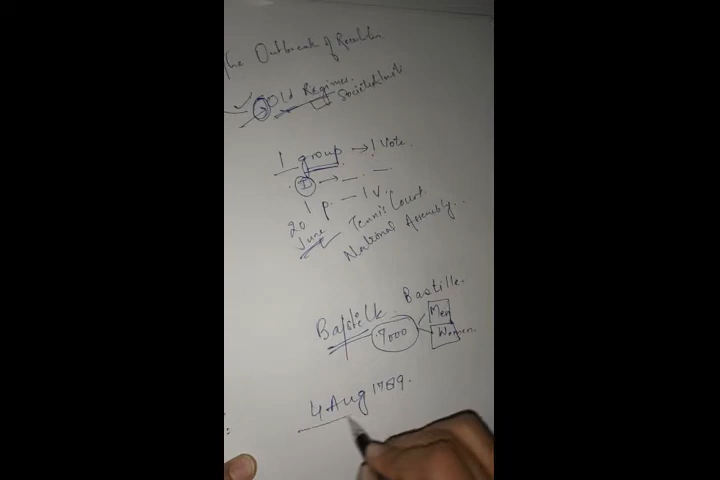 The Outbreak of Revolution
Old Regime.
1 group → 1 Vote.
I → — —
1 p. — 1 V.
20 June Tennis Court
National Assembly..
Bastille.
7000
Men
Women.
4 Aug 1789.